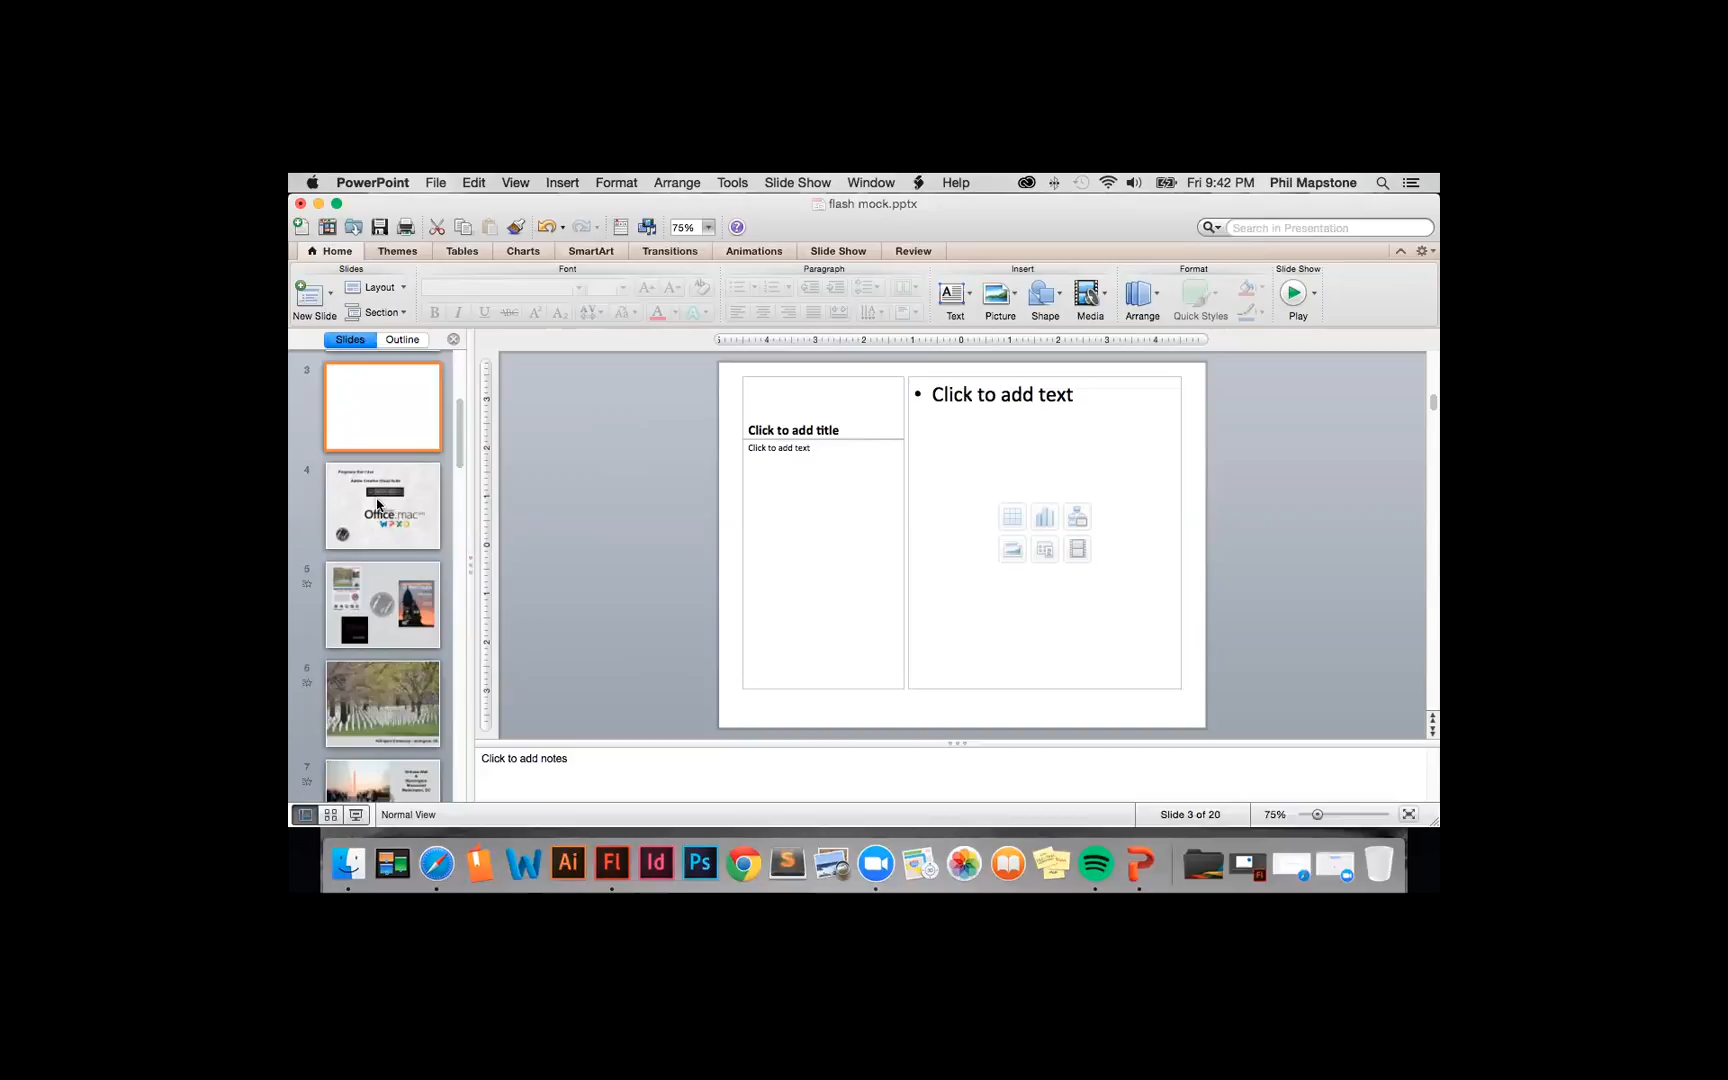 PowerPoint File Edit View Insert Format Arrange Tools Slide Show Window Help Fri 9:42 PM Phil Mapstone
flash mock.pptx
75% Search in Presentation
Home Themes Tables Charts SmartArt Transitions Animations Slide Show Review
Slides Font Paragraph Insert Format Slide Show
Layout
New Slide Section Text Picture Shape Media Arrange Quick Styles Play
Slides Outline
3
4
Office:mac
5
6
7
Click to add title
Click to add text
• Click to add text
Click to add notes
Normal View Slide 3 of 20 75%
Ai Fl Id Ps